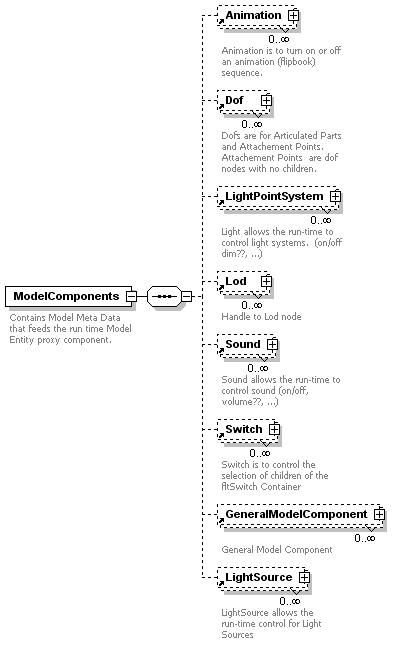 Animation
0..∞
Animation is to turn on or off
an animation (flipbook)
sequence.
Dof
0..∞
Dofs are for Articulated Parts
and Attachement Points.
Attachement Points  are dof
nodes with no children.
LightPointSystem
0..∞
Light allows the run-time to
control light systems.  (on/off
dim??, ...)
ModelComponents
Contains Model Meta Data
that feeds the run time Model
Entity proxy component.
Lod
0..∞
Handle to Lod node
Sound
0..∞
Sound allows the run-time to
control sound (on/off,
volume??, ...)
Switch
0..∞
Switch is to control the
selection of children of the
fltSwitch Container
GeneralModelComponent
0..∞
General Model Component
LightSource
0..∞
LightSource allows the
run-time control for Light
Sources